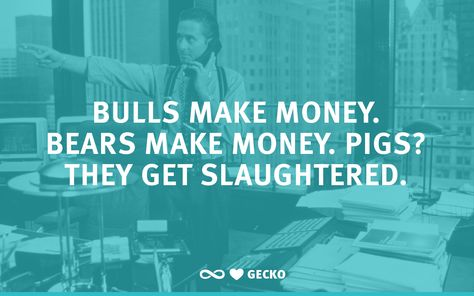 BULLS MAKE MONEY.
BEARS MAKE MONEY. PIGS?
THEY GET SLAUGHTERED.
GECKO